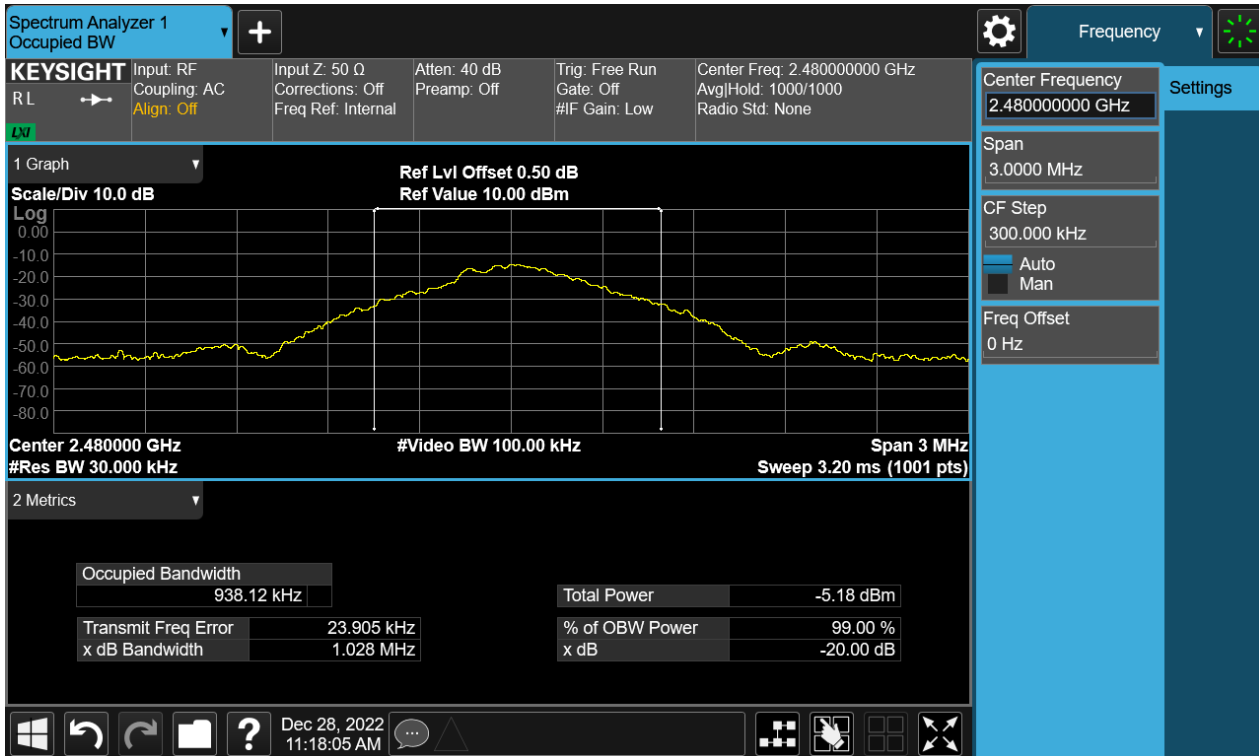 Spectrum Analyzer 1
Occupied BW
+
Frequency
KEYSIGHT
R L
LXI
Input: RF
Coupling: AC
Align: Off
Input Z: 50 Ω
Corrections: Off
Freq Ref: Internal
Atten: 40 dB
Preamp: Off
Trig: Free Run
Gate: Off
#IF Gain: Low
Center Freq: 2.480000000 GHz
Avg|Hold: 1000/1000
Radio Std: None
1 Graph
Scale/Div 10.0 dB
Ref Lvl Offset 0.50 dB
Ref Value 10.00 dBm
Log
0.00
-10.0
-20.0
-30.0
-40.0
-50.0
-60.0
-70.0
-80.0
Center 2.480000 GHz
#Video BW 100.00 kHz
Span 3 MHz
#Res BW 30.000 kHz
Sweep 3.20 ms (1001 pts)
2 Metrics
Occupied Bandwidth
938.12 kHz
Transmit Freq Error 23.905 kHz
x dB Bandwidth 1.028 MHz
Total Power -5.18 dBm
% of OBW Power 99.00 %
x dB -20.00 dB
Center Frequency
2.480000000 GHz
Span
3.0000 MHz
CF Step
300.000 kHz
Auto
Man
Freq Offset
0 Hz
Settings
?
Dec 28, 2022
11:18:05 AM